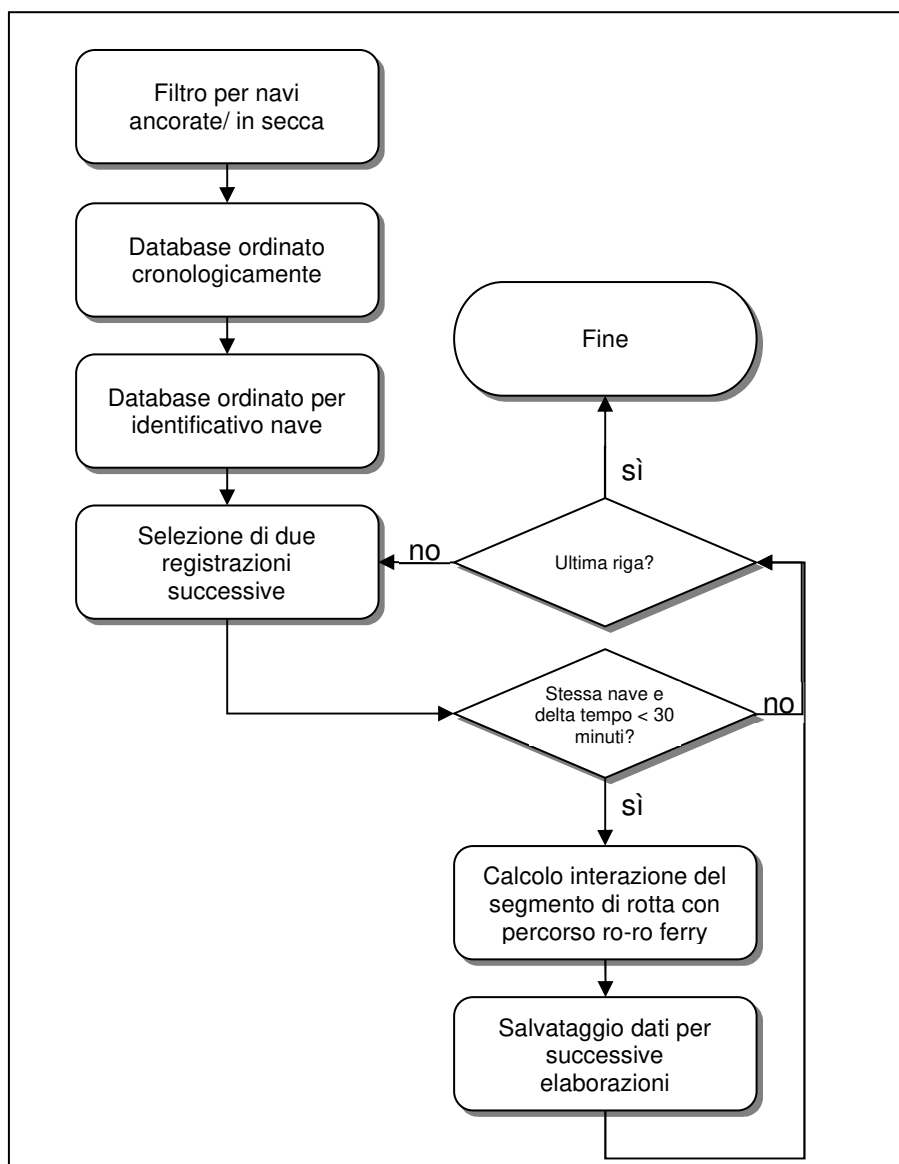 Filtro per navi
ancorate/ in secca
Database ordinato
cronologicamente
Database ordinato per
identificativo nave
Selezione di due
registrazioni
successive
Fine
sì
no
Ultima riga?
Stessa nave e
delta tempo < 30
minuti?
no
sì
Calcolo interazione del
segmento di rotta con
percorso ro-ro ferry
Salvataggio dati per
successive
elaborazioni